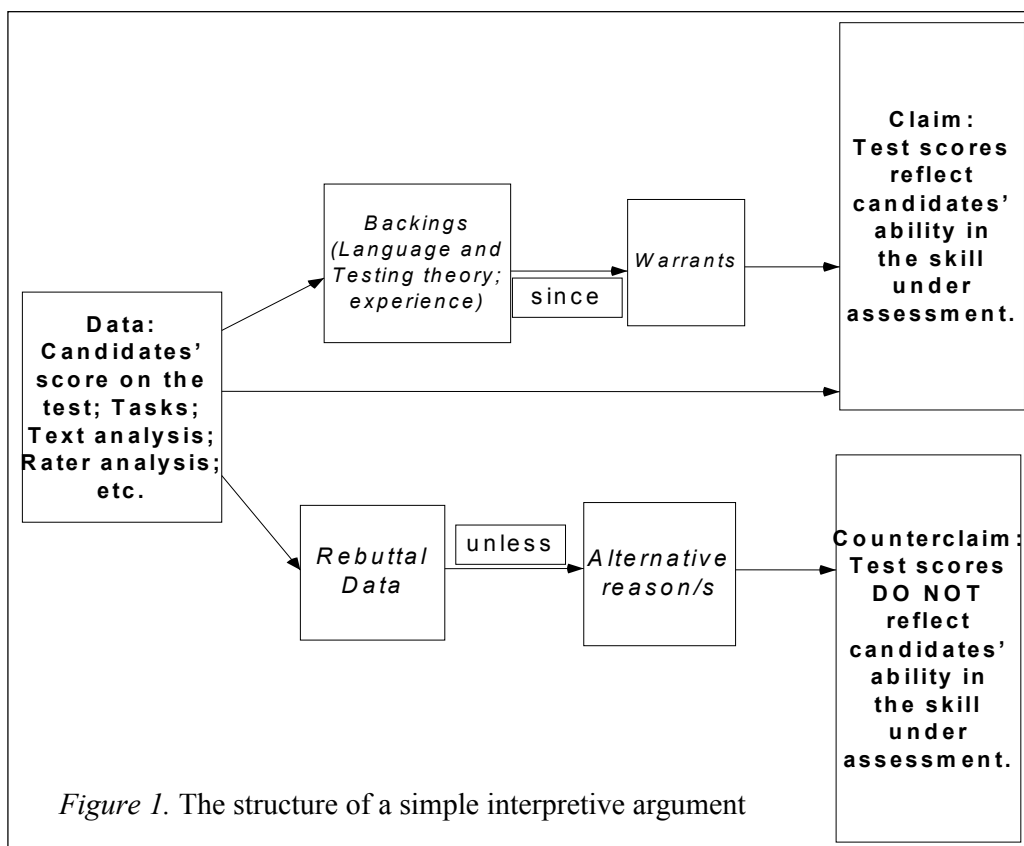 Data:
Candidates’
score on the
test; Tasks;
Text analysis;
Rater analysis;
etc.
Backings
(Language and
Testing theory;
experience)
since
Warrants
Claim:
Test scores
reflect
candidates’
ability in
the skill
under
assessment.
Rebuttal
Data
unless
Alternative
reason/s
Counterclaim:
Test scores
DO NOT
reflect
candidates’
ability in
the skill
under
assessment.
Figure 1. The structure of a simple interpretive argument